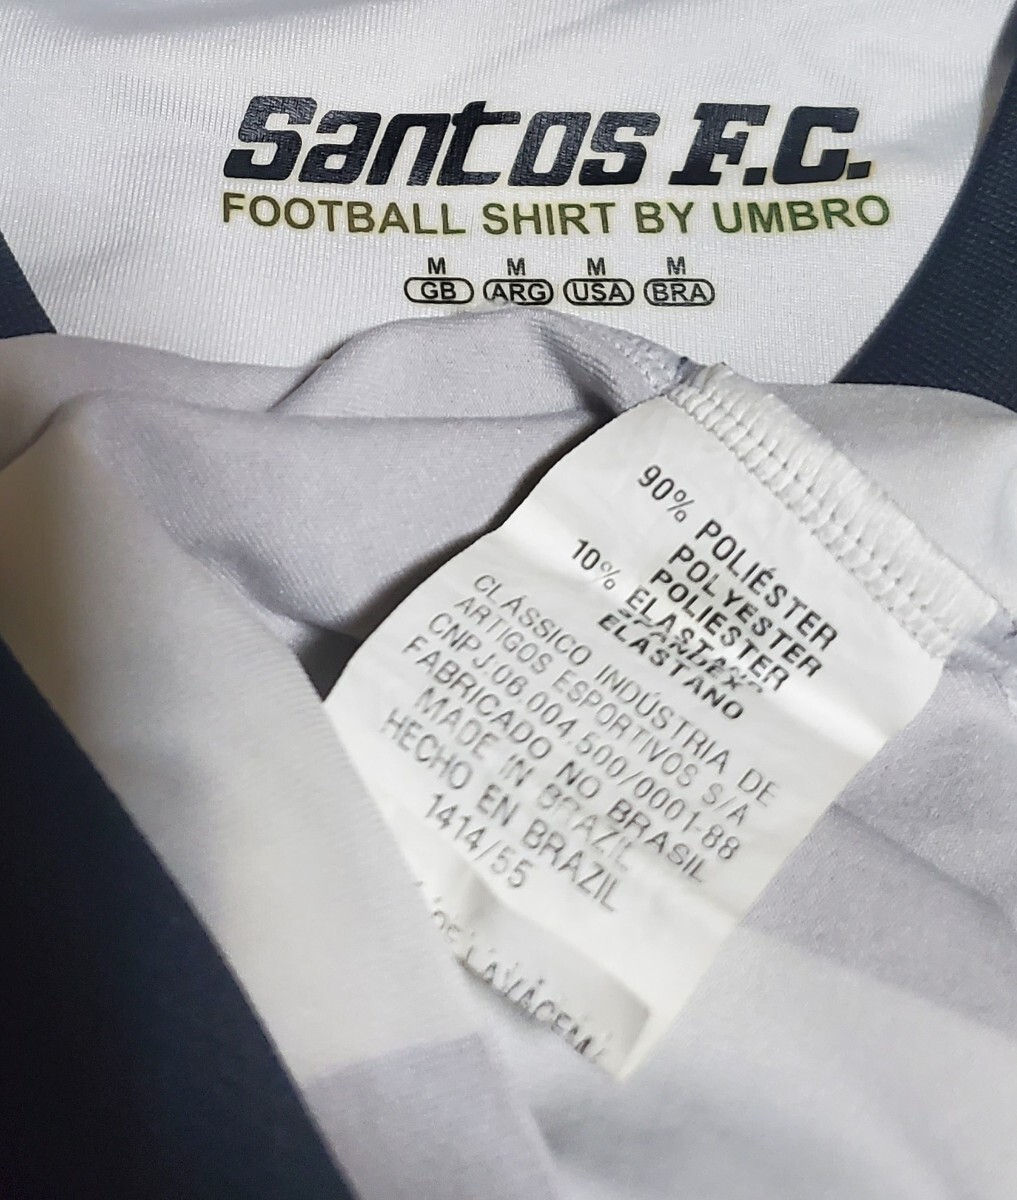 Santos F.C.
FOOTBALL SHIRT BY UMBRO
M M M M
GB ARG USA BRA
90% POLIÉSTER
POLYESTER
POLIESTER
10% ELASTER
ELASTANO
CLÁSSICO INDÚSTRIA DE
ARTIGOS ESPORTIVOS S/A
CNPJ 06.004.500/0001-88
FABRICADO NO BRASIL
MADE IN BRAZIL
HECHO EN BRAZIL
1414/55